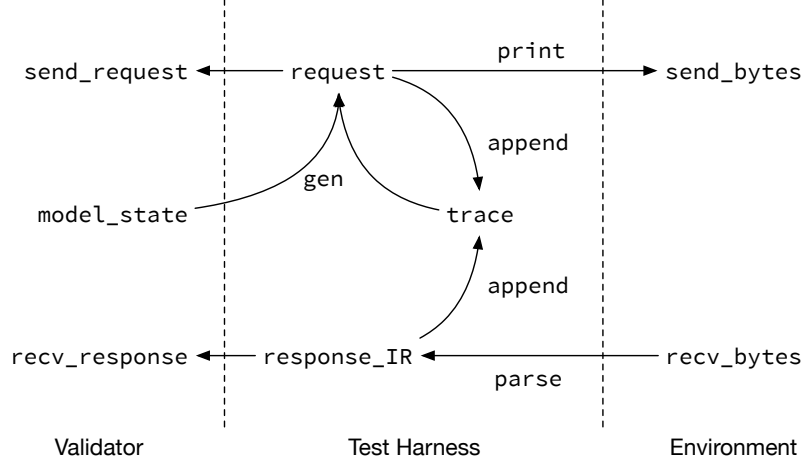 print
send_request request send_bytes
append
gen
model_state trace
append
recv_response response_IR recv_bytes
parse
Validator Test Harness Environment